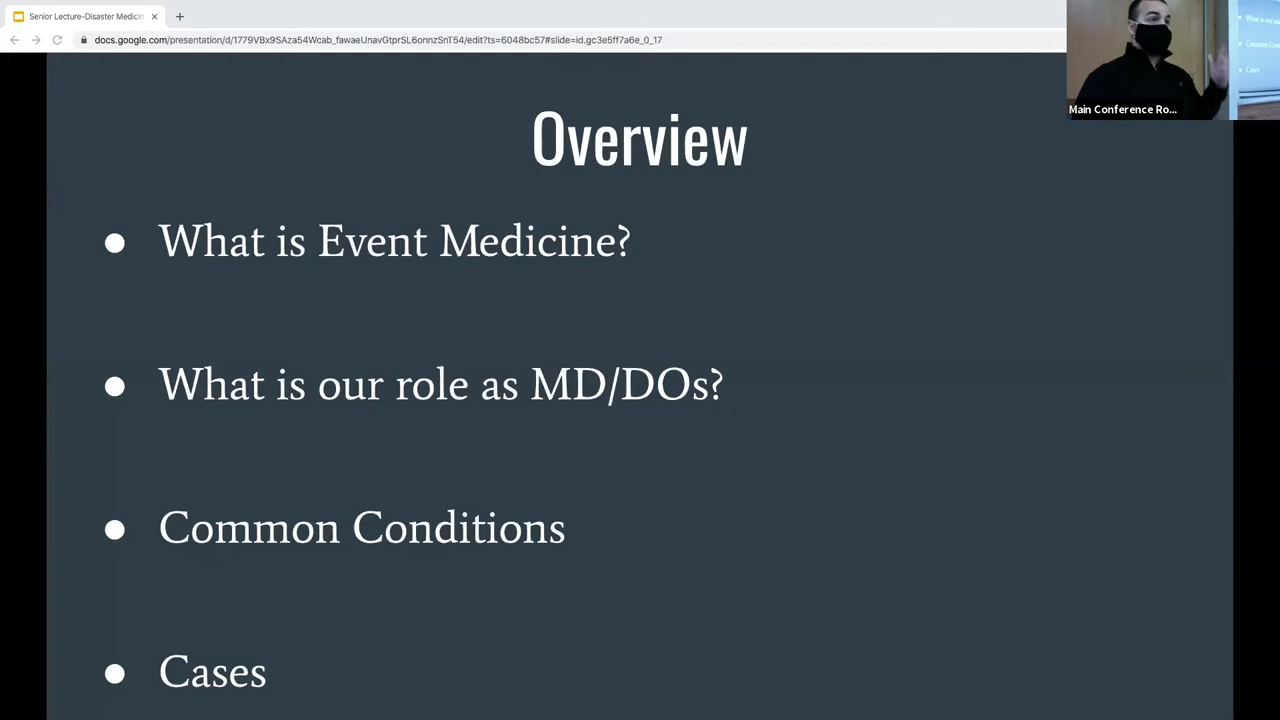 Senior Lecture-Disaster Medicin
docs.google.com/presentation/d/1779VBx9SAza54Wcab_fawaeUnavGtprSL6onnzSnT54/edit?ts=6048bc57#slide=id.gc3e5ff7a6e_0_17
Main Conference Ro...
Overview
● What is Event Medicine?
● What is our role as MD/DOs?
● Common Conditions
● Cases